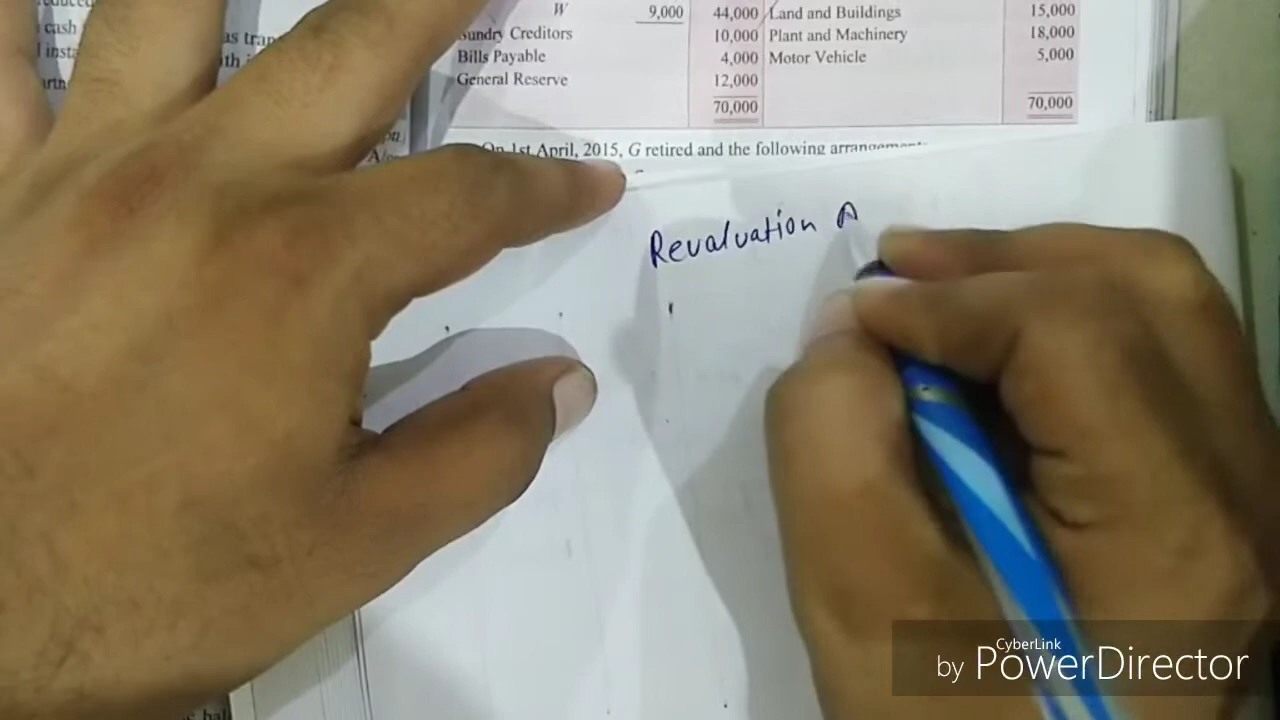 W 9,000 44,000 Land and Buildings 15,000
Sundry Creditors 10,000 Plant and Machinery 18,000
Bills Payable 4,000 Motor Vehicle 5,000
General Reserve 12,000
70,000 70,000
On 1st April, 2015, G retired and the following
cash
Revaluation A
by CyberLink PowerDirector